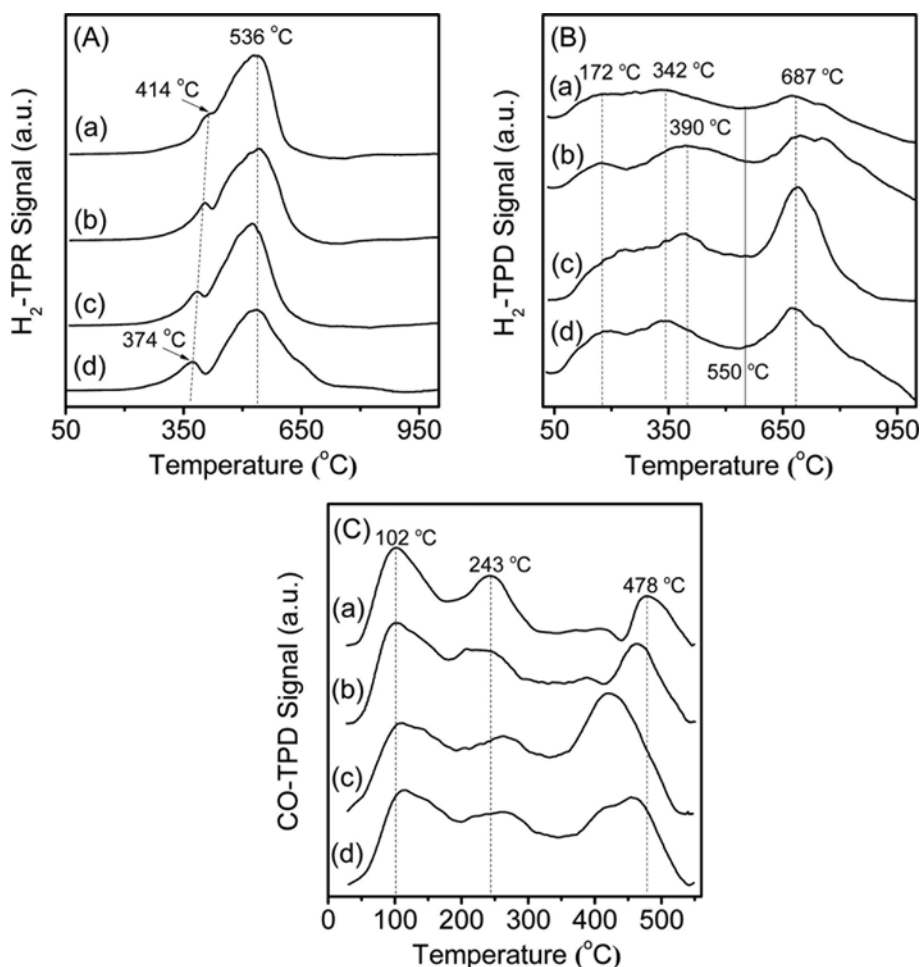 (A)
536 °C
414 °C
(a)
(b)
(c)
374 °C
(d)
50 350 650 950
Temperature (°C)
H₂-TPR Signal (a.u.)
(B)
172 °C 342 °C 687 °C
(a)
390 °C
(b)
(c)
(d)
550 °C
50 350 650 950
Temperature (°C)
H₂-TPD Signal (a.u.)
(C)
102 °C
243 °C
478 °C
(a)
(b)
(c)
(d)
0 100 200 300 400 500
Temperature (°C)
CO-TPD Signal (a.u.)